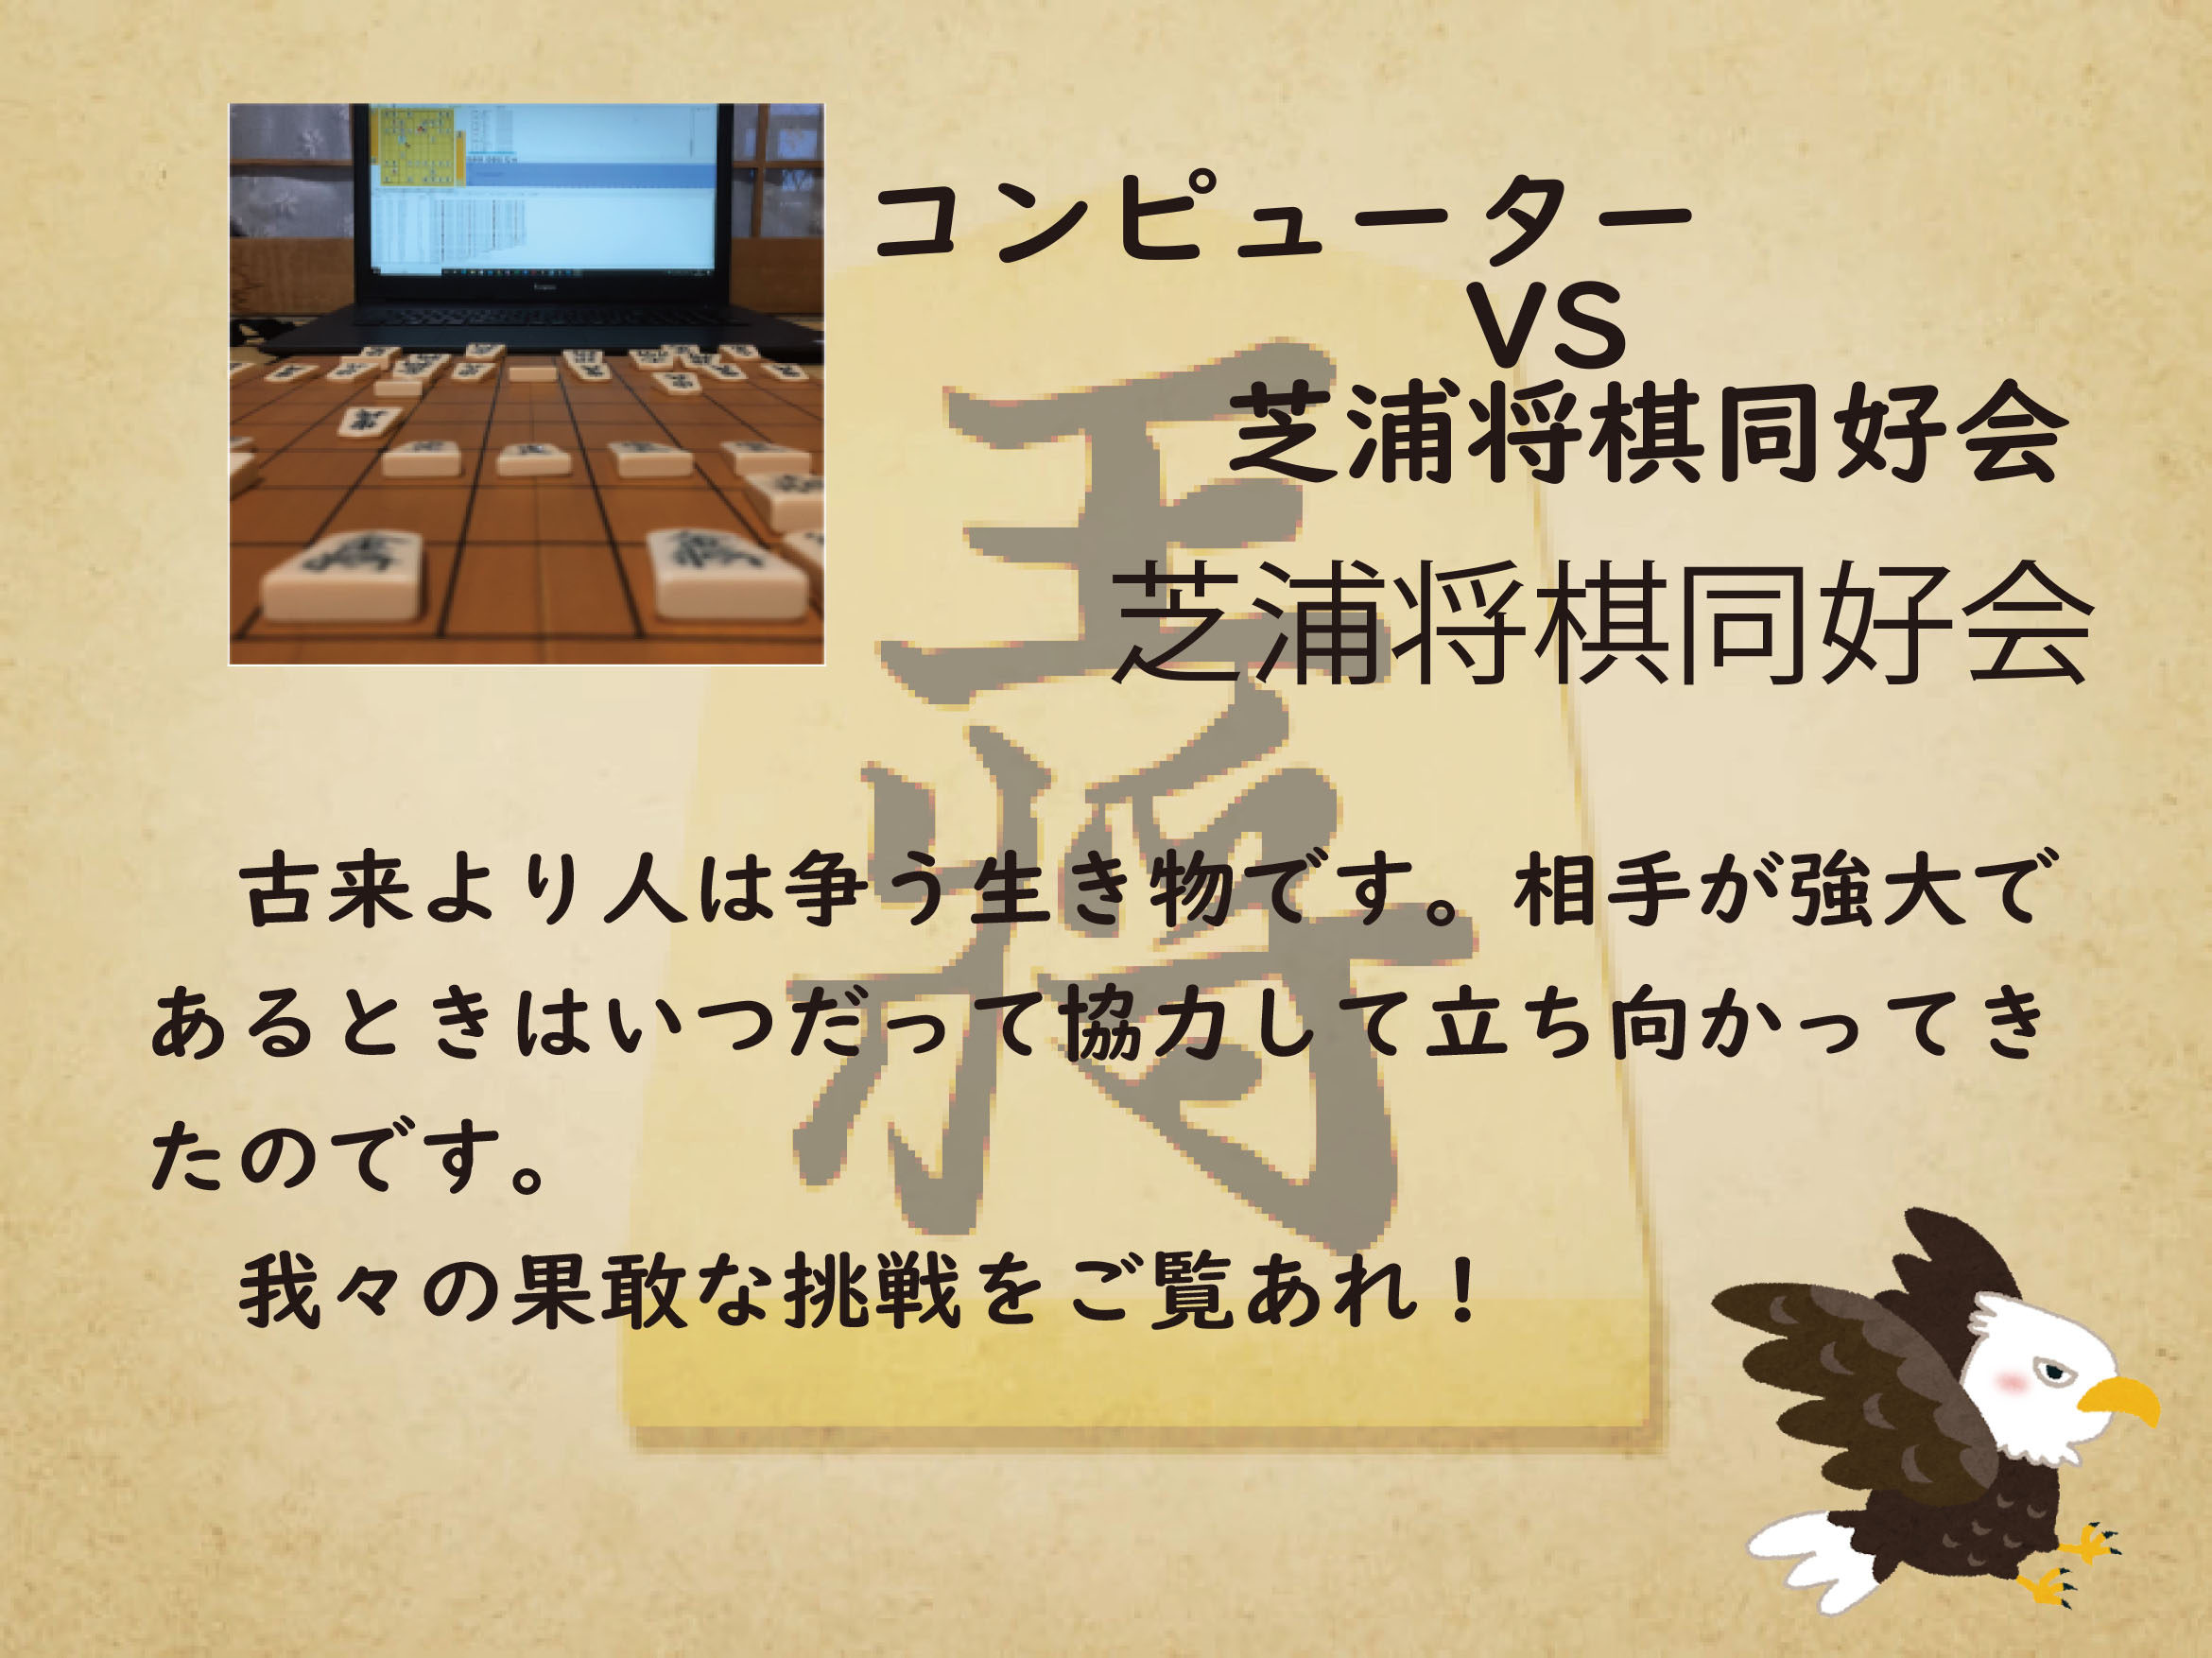 コンピューター
VS
芝浦将棋同好会
芝浦将棋同好会
王将
古来より人は争う生き物です。相手が強大で
あるときはいつだって協力して立ち向かってき
たのです。
我々の果敢な挑戦をご覧あれ！